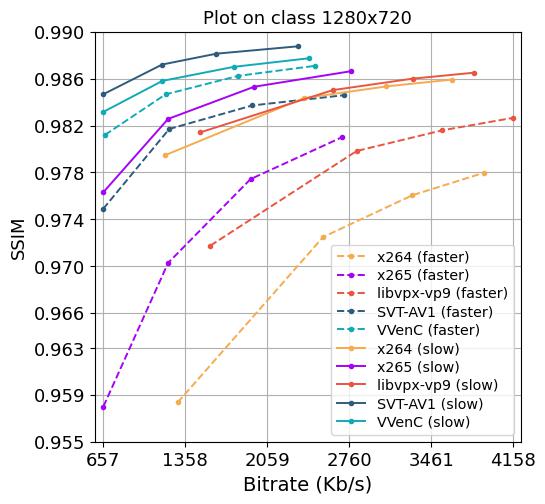 Plot on class 1280x720
0.990
0.986
0.982
0.978
0.974
0.970
0.966
0.963
0.959
0.955
SSIM
x264 (faster)
x265 (faster)
libvpx-vp9 (faster)
SVT-AV1 (faster)
VVenC (faster)
x264 (slow)
x265 (slow)
libvpx-vp9 (slow)
SVT-AV1 (slow)
VVenC (slow)
657 1358 2059 2760 3461 4158
Bitrate (Kb/s)